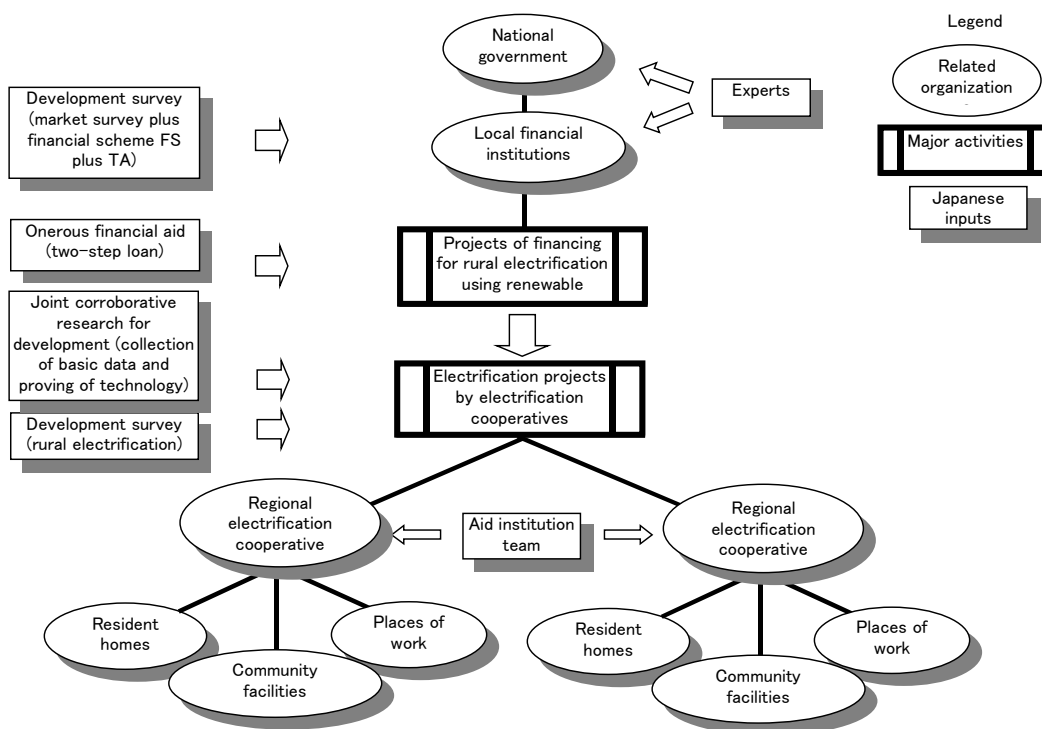 National
government
Legend
Related
organization
Experts
Development survey
(market survey plus
financial scheme FS
plus TA)
Local financial
institutions
Major activities
Japanese
inputs
Onerous financial aid
(two-step loan)
Projects of financing
for rural electrification
using renewable
Joint corroborative
research for
development (collection
of basic data and
proving of technology)
Electrification projects
by electrification
cooperatives
Development survey
(rural electrification)
Regional
electrification
cooperative
Aid institution
team
Regional
electrification
cooperative
Resident
homes
Community
facilities
Places of
work
Resident
homes
Community
facilities
Places of
work